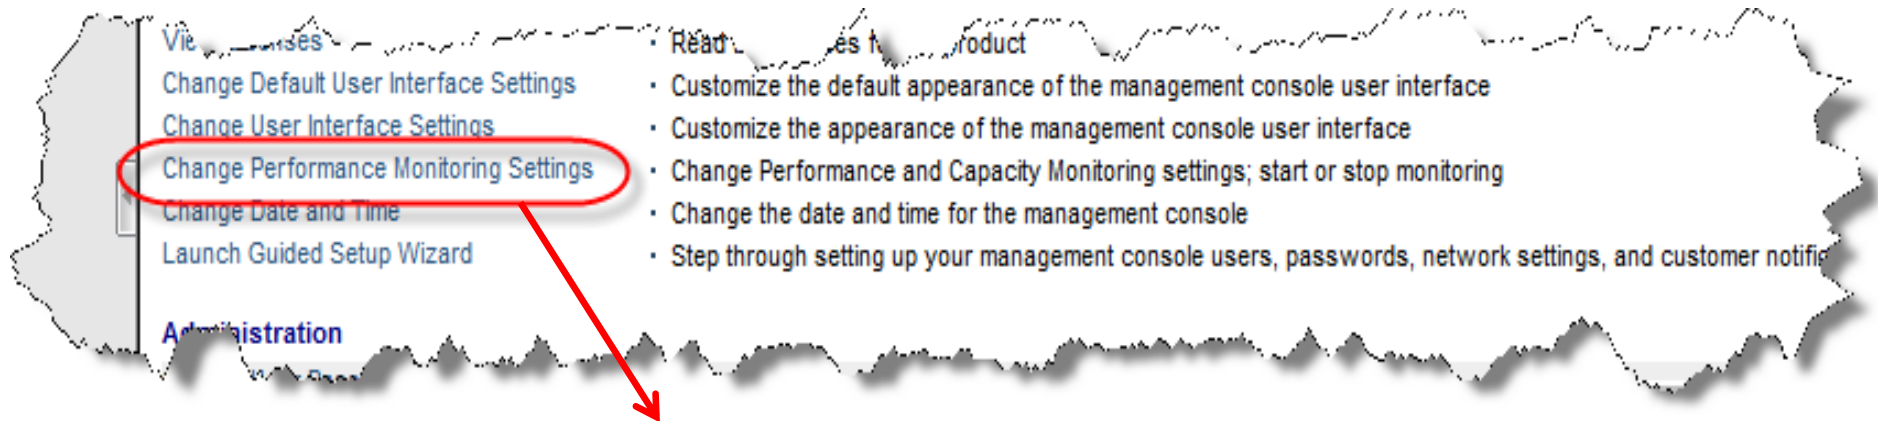 Read product
Change Default User Interface Settings · Customize the default appearance of the management console user interface
Change User Interface Settings · Customize the appearance of the management console user interface
Change Performance Monitoring Settings · Change Performance and Capacity Monitoring settings; start or stop monitoring
Change Date and Time · Change the date and time for the management console
Launch Guided Setup Wizard · Step through setting up your management console users, passwords, network settings, and customer
Administration